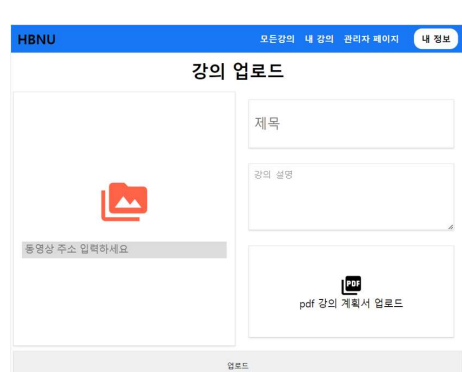 HBNU 모든강의 내 강의 관리자 페이지 내 정보
강의 업로드
제목
강의 설명
동영상 주소 입력하세요
PDF
pdf 강의 계획서 업로드
업로드